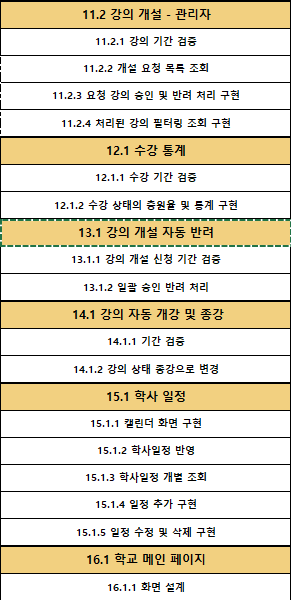 11.2 강의 개설 - 관리자
11.2.1 강의 기간 검증
11.2.2 개설 요청 목록 조회
11.2.3 요청 강의 승인 및 반려 처리 구현
11.2.4 처리된 강의 필터링 조회 구현
12.1 수강 통계
12.1.1 수강 기간 검증
12.1.2 수강 상태의 충원율 및 통계 구현
13.1 강의 개설 자동 반려
13.1.1 강의 개설 신청 기간 검증
13.1.2 일괄 승인 반려 처리
14.1 강의 자동 개강 및 종강
14.1.1 기간 검증
14.1.2 강의 상태 종강으로 변경
15.1 학사 일정
15.1.1 캘린더 화면 구현
15.1.2 학사일정 반영
15.1.3 학사일정 개별 조회
15.1.4 일정 추가 구현
15.1.5 일정 수정 및 삭제 구현
16.1 학교 메인 페이지
16.1.1 화면 설계